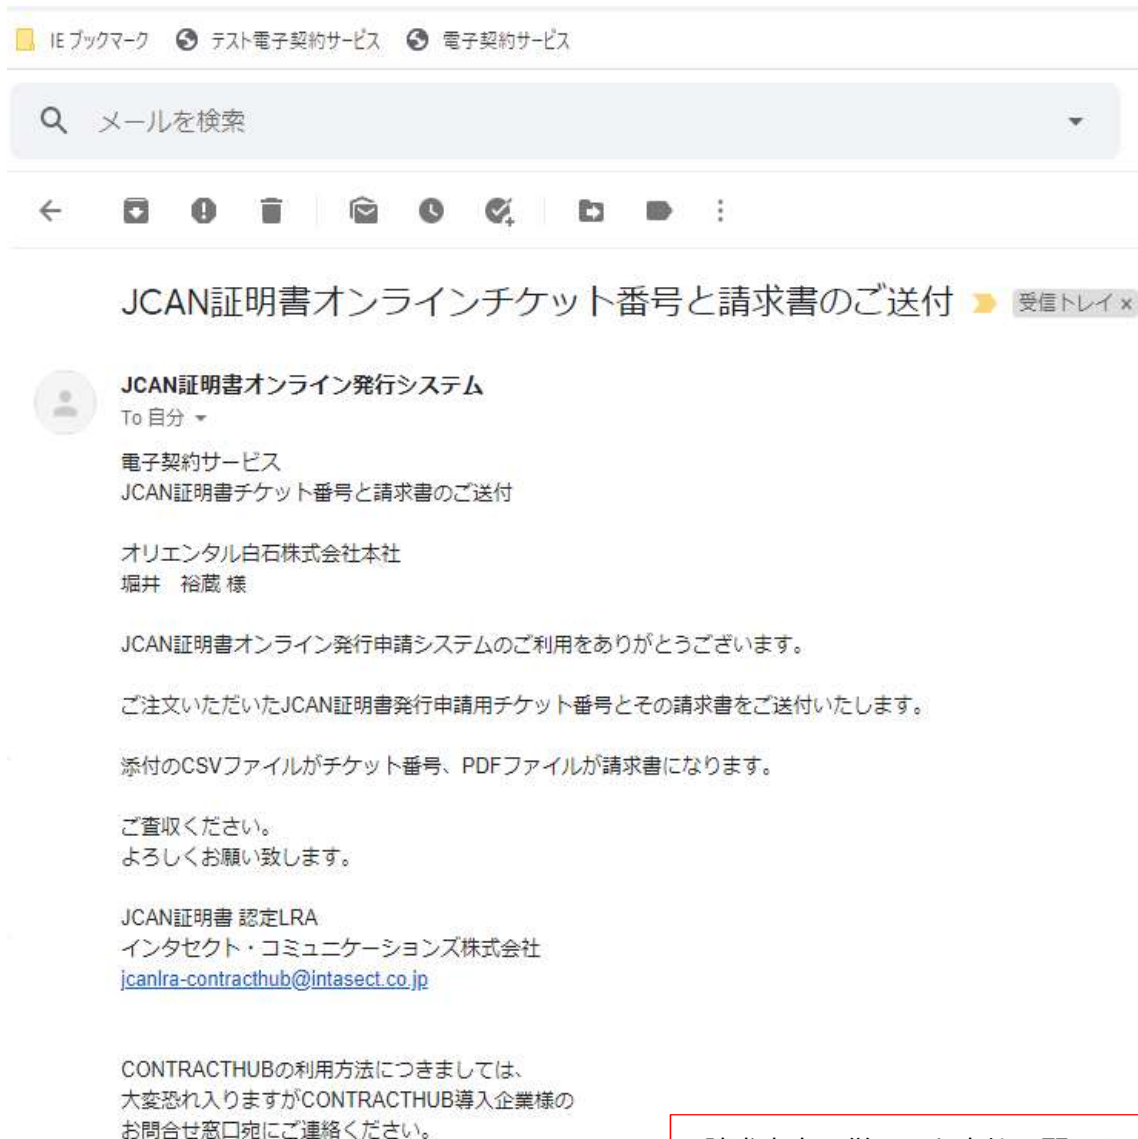 IE ブックマーク テスト電子契約サービス 電子契約サービス
メールを検索
JCAN証明書オンラインチケット番号と請求書のご送付 受信トレイ ×
JCAN証明書オンライン発行システム
To 自分
電子契約サービス
JCAN証明書チケット番号と請求書のご送付
オリエンタル白石株式会社本社
堀井 裕蔵 様
JCAN証明書オンライン発行申請システムのご利用をありがとうございます。
ご注文いただいたJCAN証明書発行申請用チケット番号とその請求書をご送付いたします。
添付のCSVファイルがチケット番号、PDFファイルが請求書になります。
ご査収ください。
よろしくお願い致します。
JCAN証明書 認定LRA
インタセクト・コミュニケーションズ株式会社
jcanlra-contracthub@intasect.co.jp
CONTRACTHUBの利用方法につきましては、
大変恐れ入りますがCONTRACTHUB導入企業様の
お問合せ窓口宛にご連絡ください。